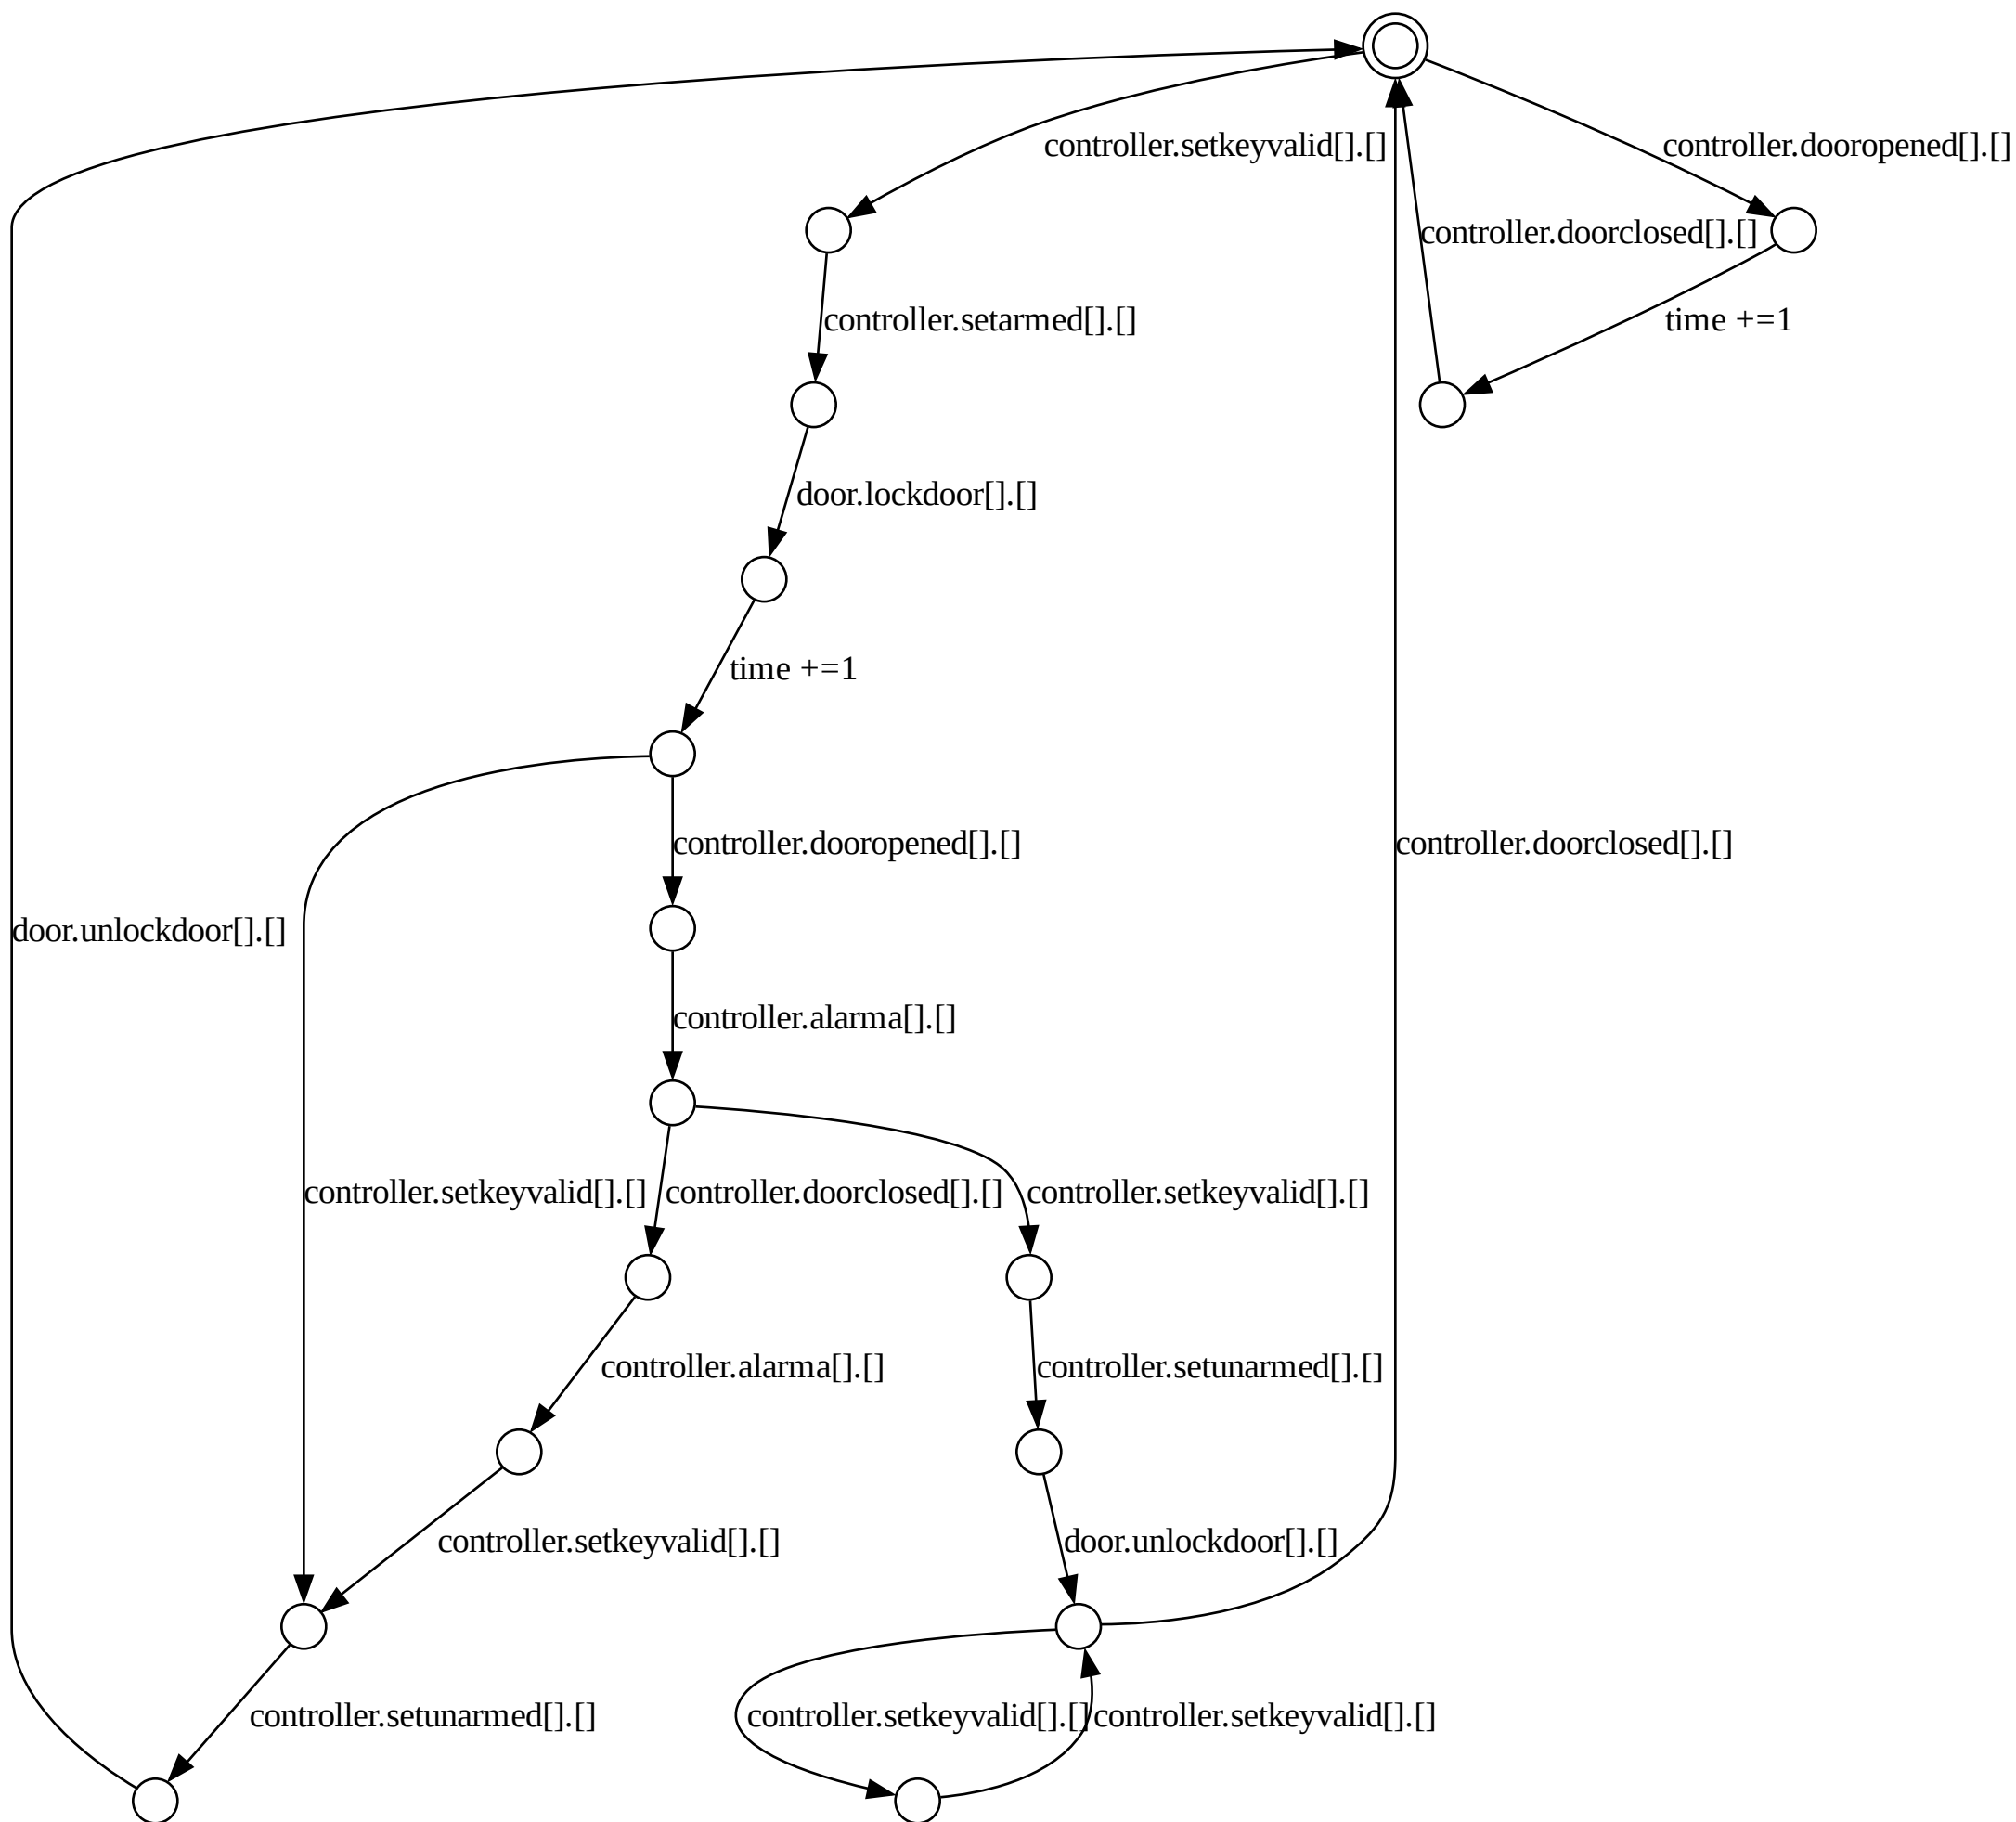 controller.setkeyvalid[].[]
controller.dooropened[].[]
controller.doorclosed[].[]
controller.setarmed[].[]
time +=1
door.lockdoor[].[]
time +=1
controller.dooropened[].[]
controller.doorclosed[].[]
door.unlockdoor[].[]
controller.alarma[].[]
controller.setkeyvalid[].[]
controller.doorclosed[].[]
controller.setkeyvalid[].[]
controller.alarma[].[]
controller.setunarmed[].[]
controller.setkeyvalid[].[]
door.unlockdoor[].[]
controller.setunarmed[].[]
controller.setkeyvalid[].[]
controller.setkeyvalid[].[]